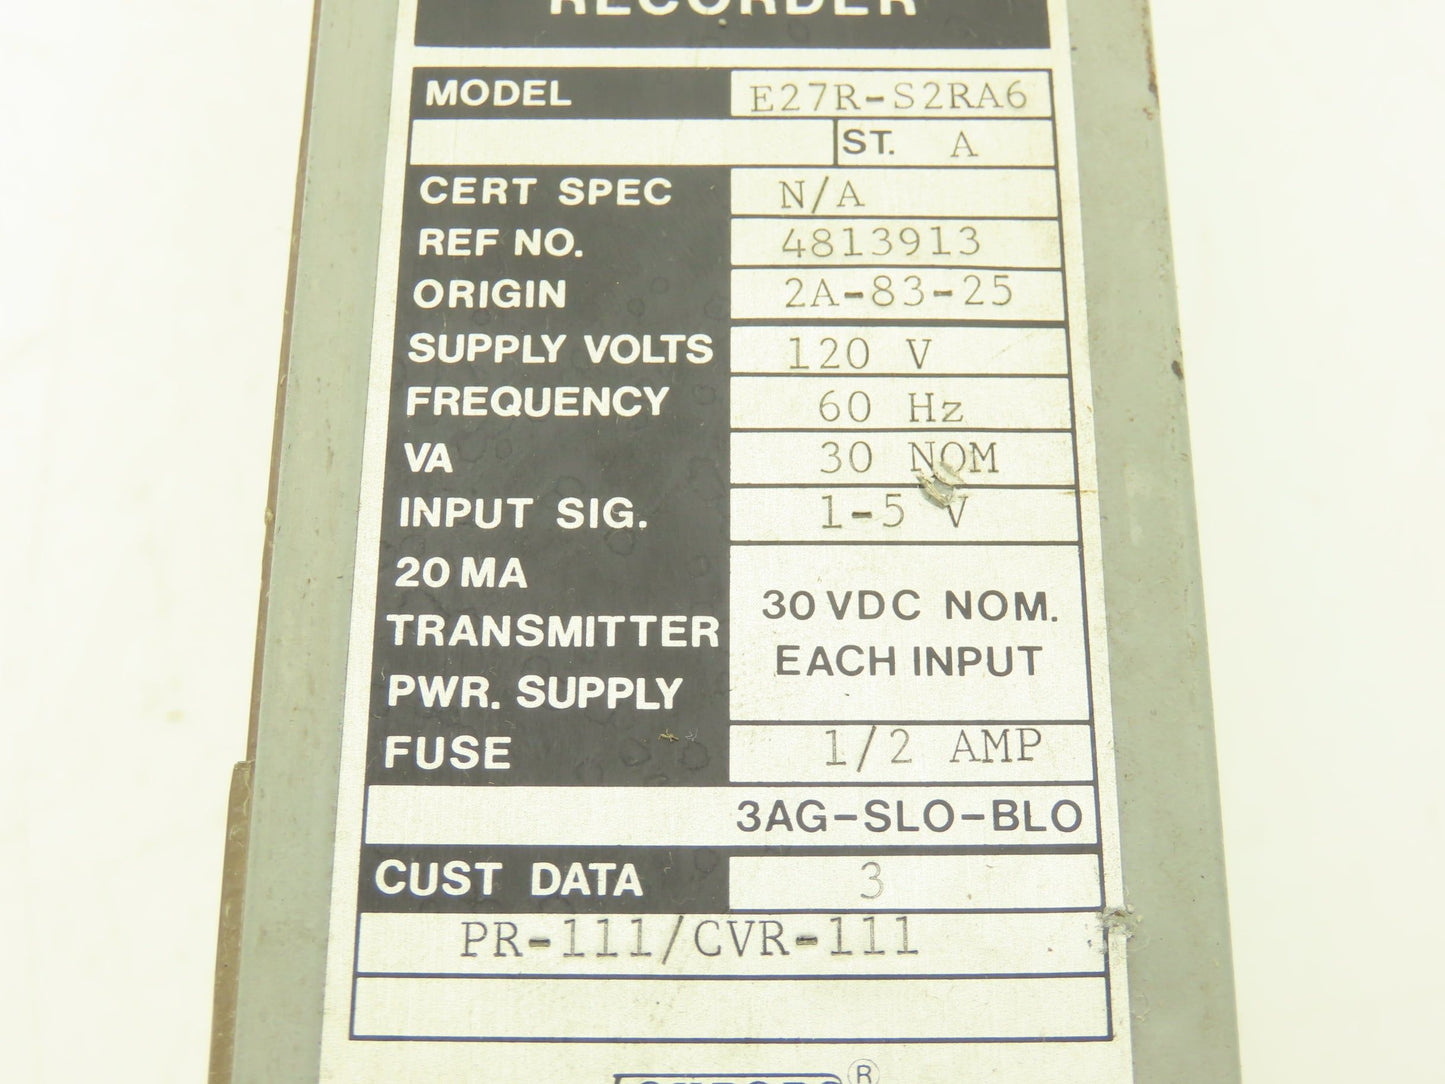 RECORDER
MODEL E27R-S2RA6
ST. A
CERT SPEC N/A
REF NO. 4813913
ORIGIN 2A-83-25
SUPPLY VOLTS 120 V
FREQUENCY 60 Hz
VA 30 NOM
INPUT SIG. 1-5 V
20 MA
TRANSMITTER
PWR. SUPPLY
30 VDC NOM.
EACH INPUT
FUSE 1/2 AMP
3AG-SLO-BLO
CUST DATA 3
PR-111/CVR-111
®